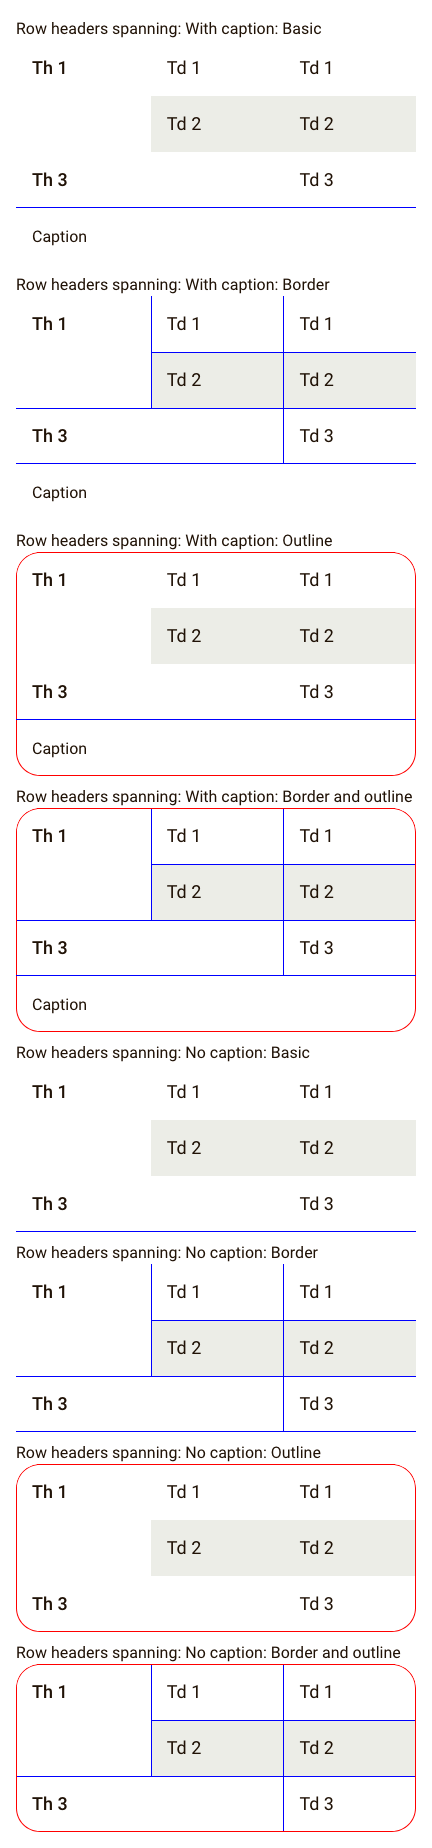 Row headers spanning: With caption: Basic
Th 1 Td 1 Td 1
Td 2 Td 2
Th 3 Td 3
Caption
Row headers spanning: With caption: Border
Th 1 Td 1 Td 1
Td 2 Td 2
Th 3 Td 3
Caption
Row headers spanning: With caption: Outline
Th 1 Td 1 Td 1
Td 2 Td 2
Th 3 Td 3
Caption
Row headers spanning: With caption: Border and outline
Th 1 Td 1 Td 1
Td 2 Td 2
Th 3 Td 3
Caption
Row headers spanning: No caption: Basic
Th 1 Td 1 Td 1
Td 2 Td 2
Th 3 Td 3
Row headers spanning: No caption: Border
Th 1 Td 1 Td 1
Td 2 Td 2
Th 3 Td 3
Row headers spanning: No caption: Outline
Th 1 Td 1 Td 1
Td 2 Td 2
Th 3 Td 3
Row headers spanning: No caption: Border and outline
Th 1 Td 1 Td 1
Td 2 Td 2
Th 3 Td 3